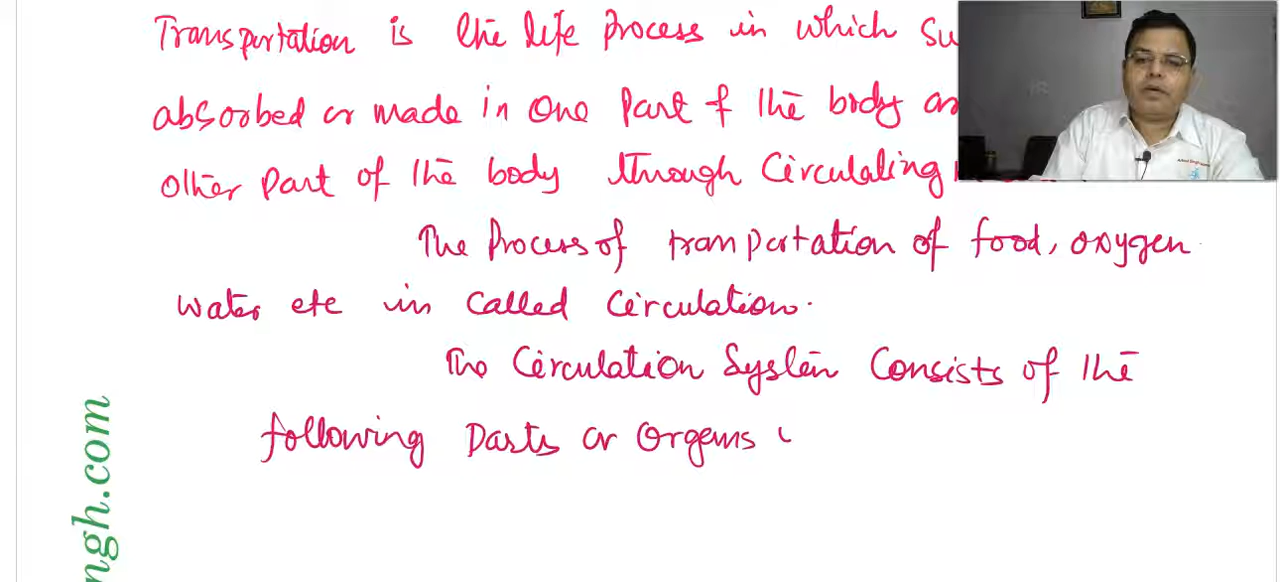 Transportation is the life process in which Su
absorbed or made in one part of the body
other part of the body through Circulating
The Process of tranportation of food, oxygen
water etc in Called Circulation.
The Circulation System Consists of the
following Parts or Organs
ngh.com